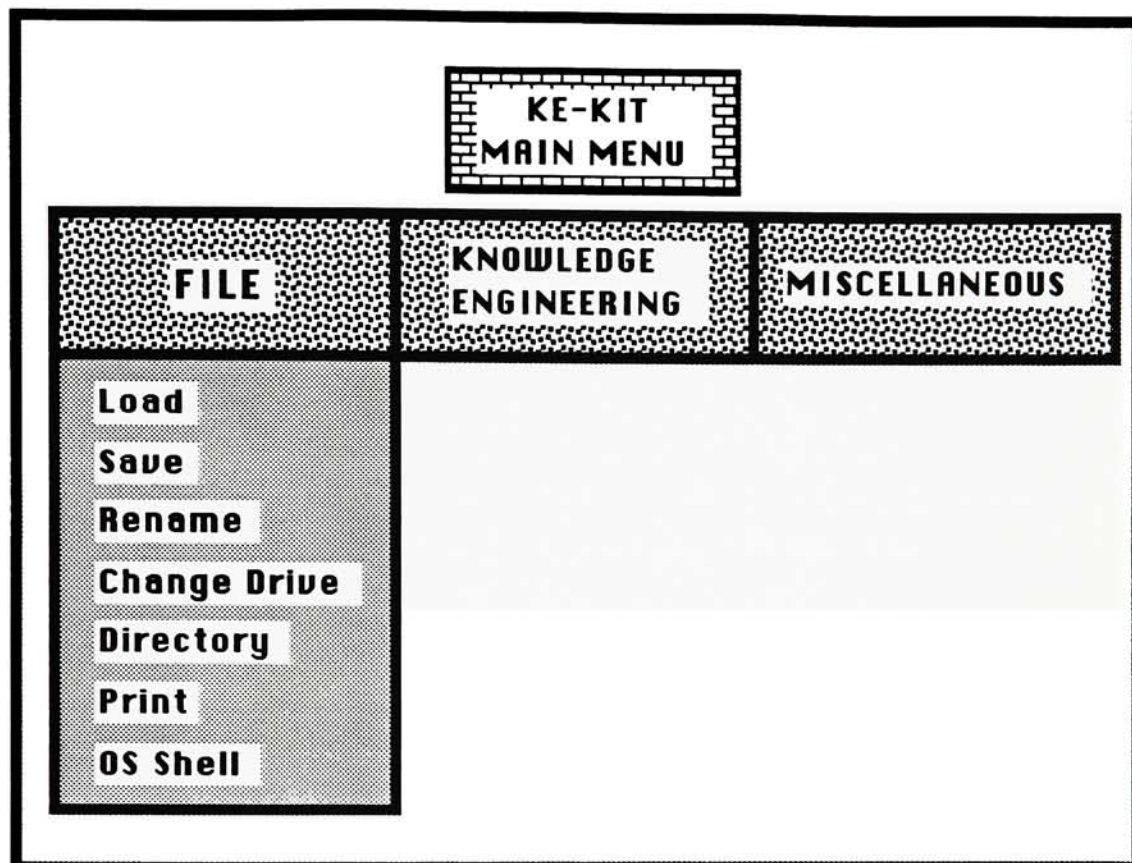 KE-KIT
MAIN MENU
FILE
KNOWLEDGE
ENGINEERING
MISCELLANEOUS
Load
Save
Rename
Change Drive
Directory
Print
OS Shell